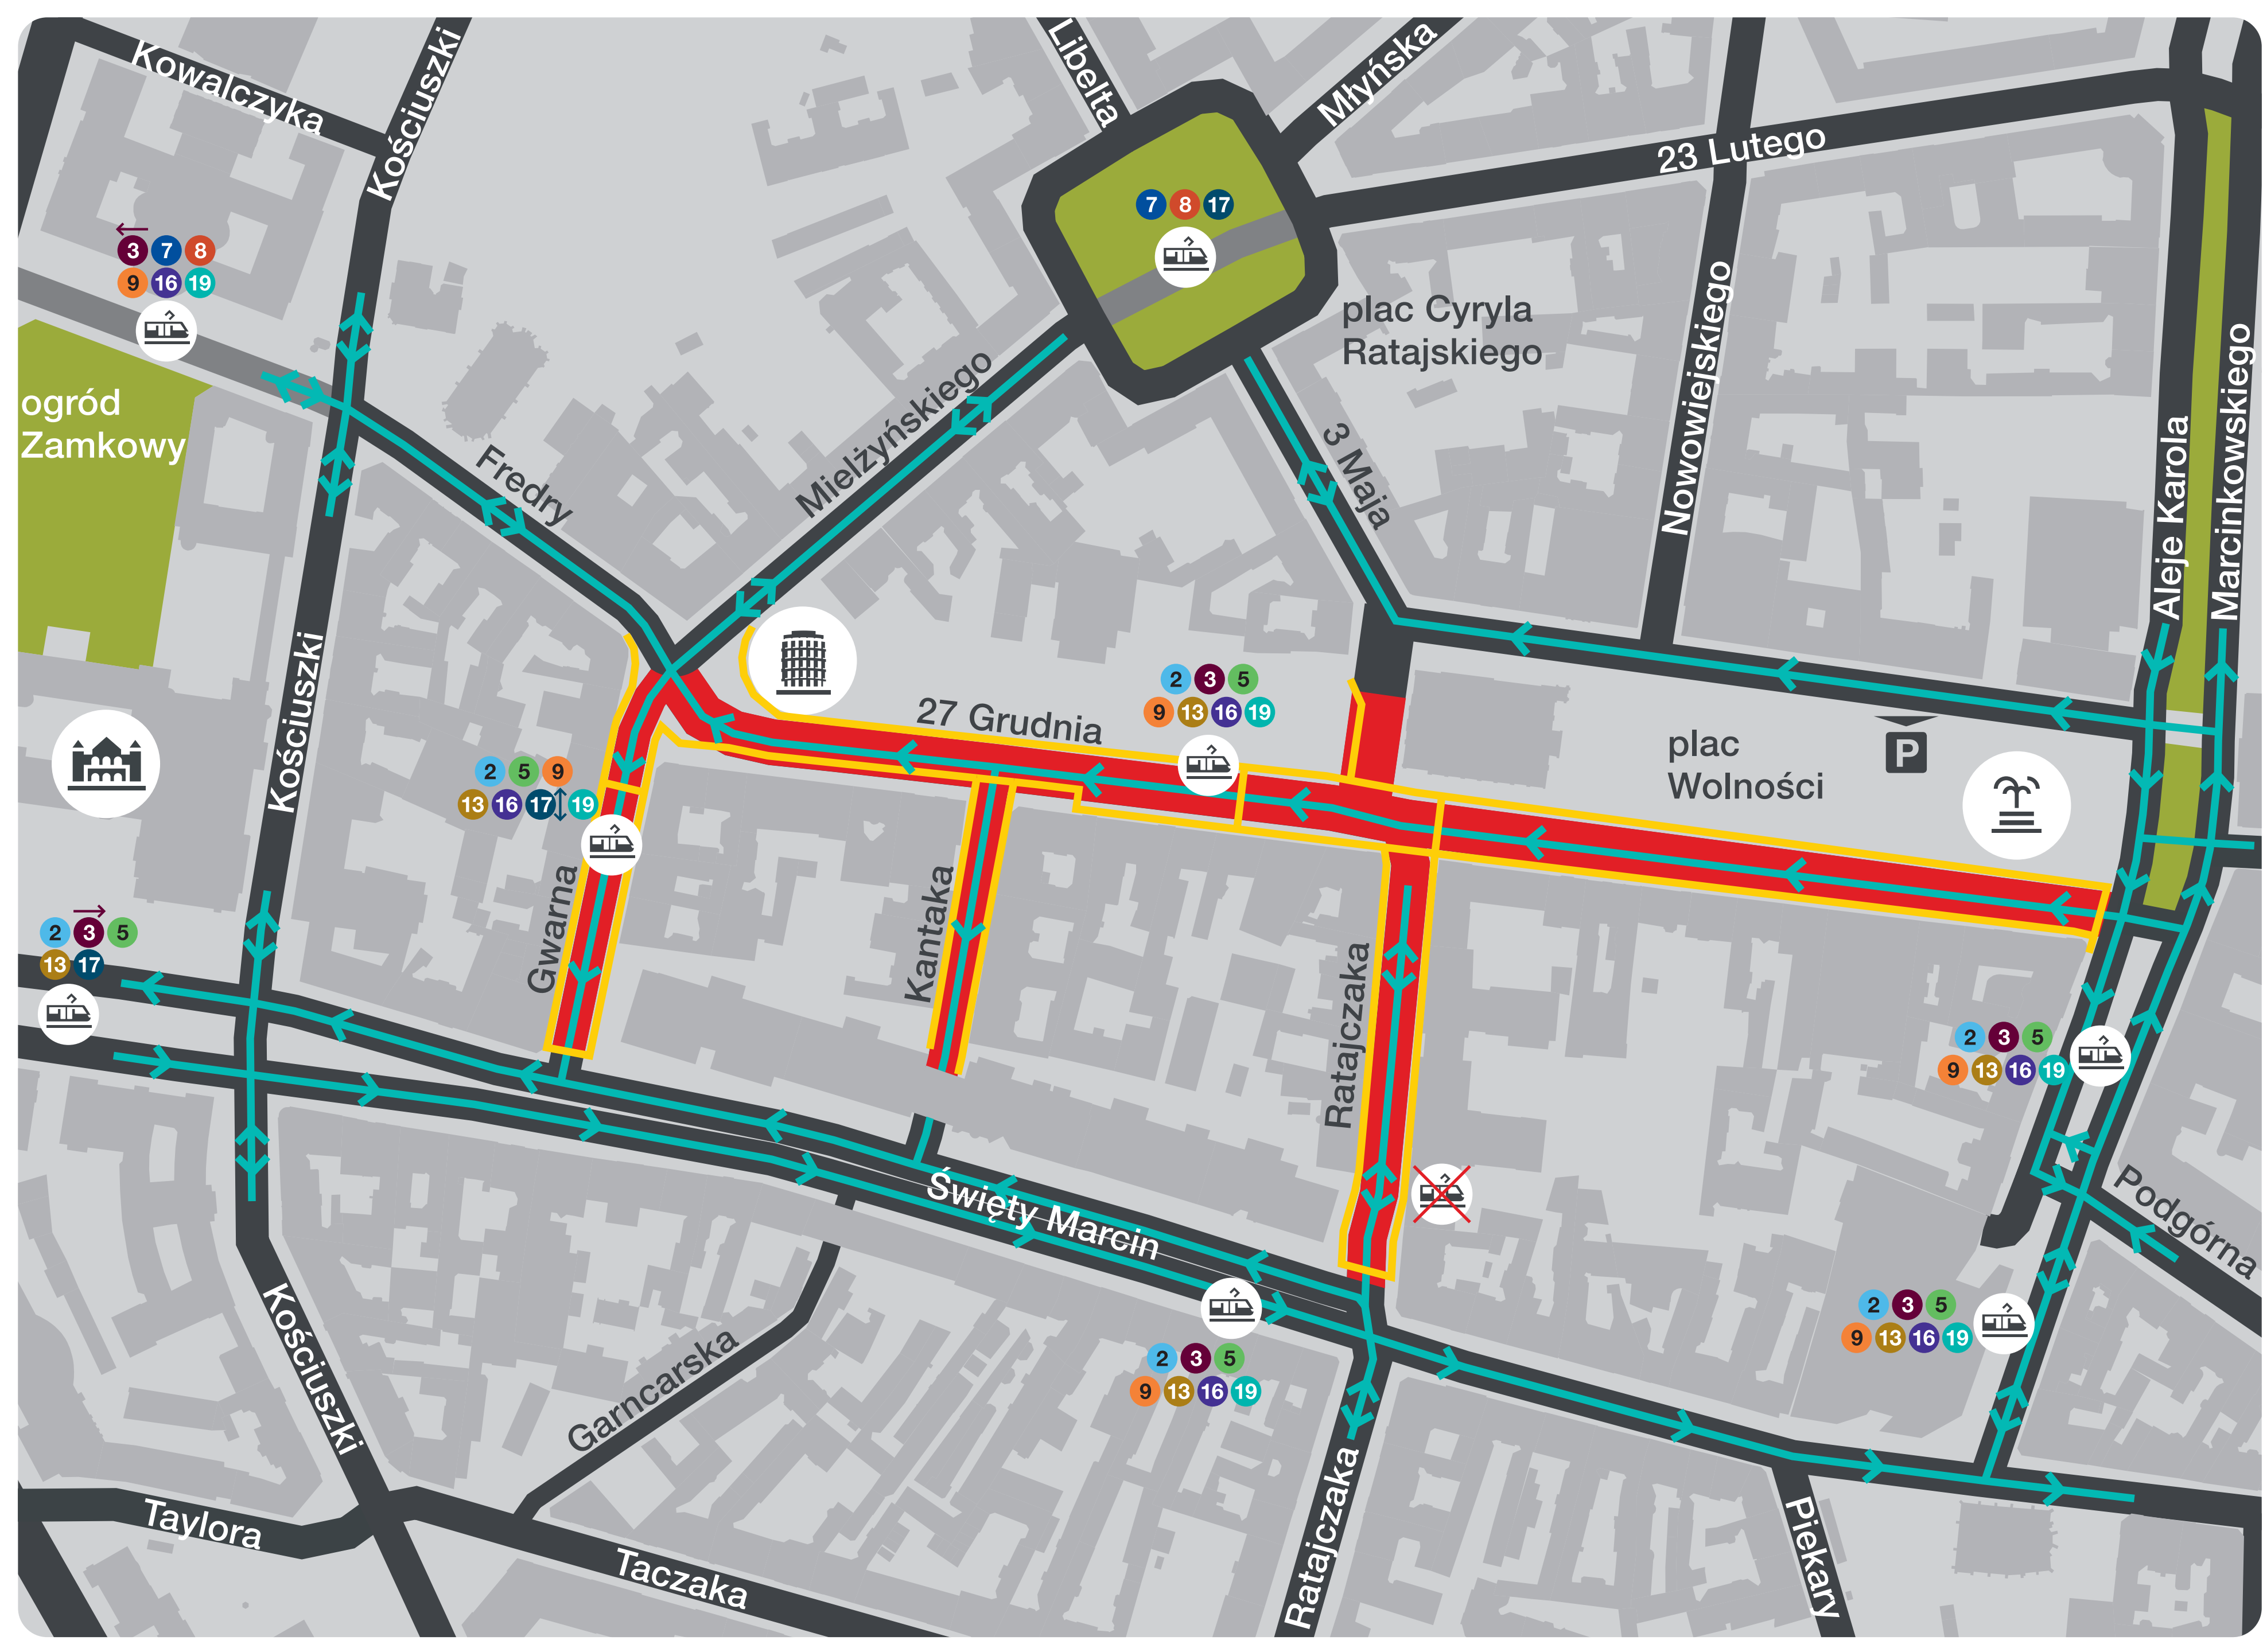 Kowalczyka
Kościuszki
Libelta
Młyńska
23 Lutego
3 7 8
9 16 19
7 8 17
plac Cyryla
Ratajskiego
ogród
Zamkowy
Fredry
Mielżyńskiego
3 Maja
Nowowiejskiego
Aleje Karola
Marcinkowskiego
Kościuszki
27 Grudnia
2 3 5
9 13 16 19
plac
Wolności
P
2 5 9
13 16 17 19
Gwarna
Kantaka
Ratajczaka
2 3 5
13 17
2 3 5
9 13 16 19
Święty Marcin
Podgórna
2 3 5
9 13 16 19
2 3 5
9 13 16 19
Kościuszki
Garncarska
Ratajczaka
Piekary
Taylora
Taczaka